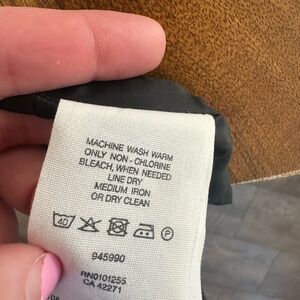 MACHINE WASH WARM
ONLY NON - CHLORINE
BLEACH, WHEN NEEDED
LINE DRY
MEDIUM IRON
OR DRY CLEAN
40 P
945990
RN0101255
CA 42271